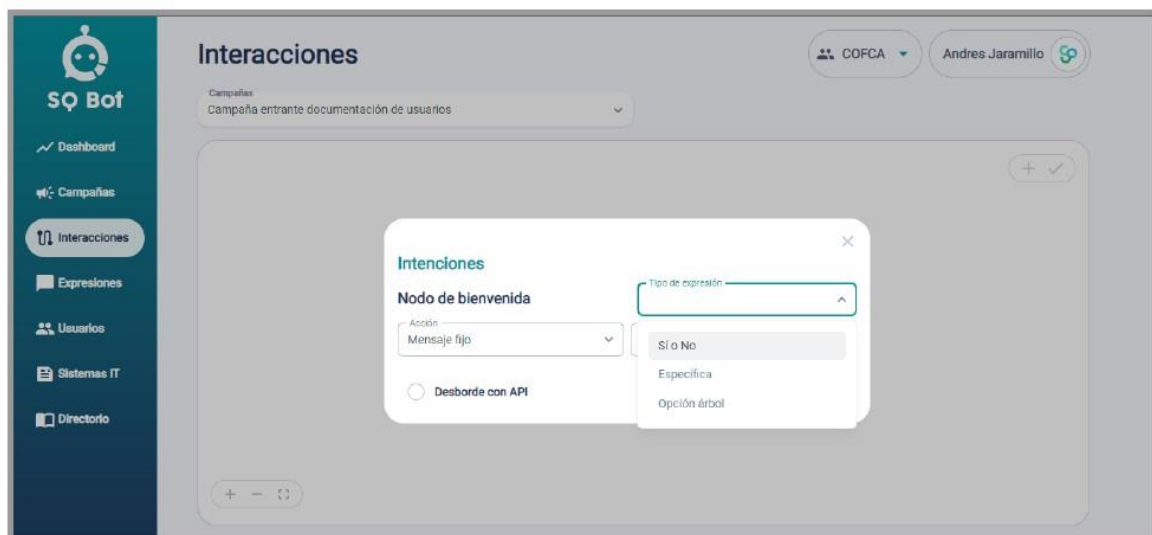 SQ Bot
Dashboard
Campañas
Interacciones
Expresiones
Usuarios
Sistemas IT
Directorio
Interacciones
COFCA
Andres Jaramillo
Campañas
Campaña entrante documentación de usuarios
Intenciones
Nodo de bienvenida
Tipo de expresión
Acción
Mensaje fijo
Sí o No
Específica
Opción árbol
Desborde con API